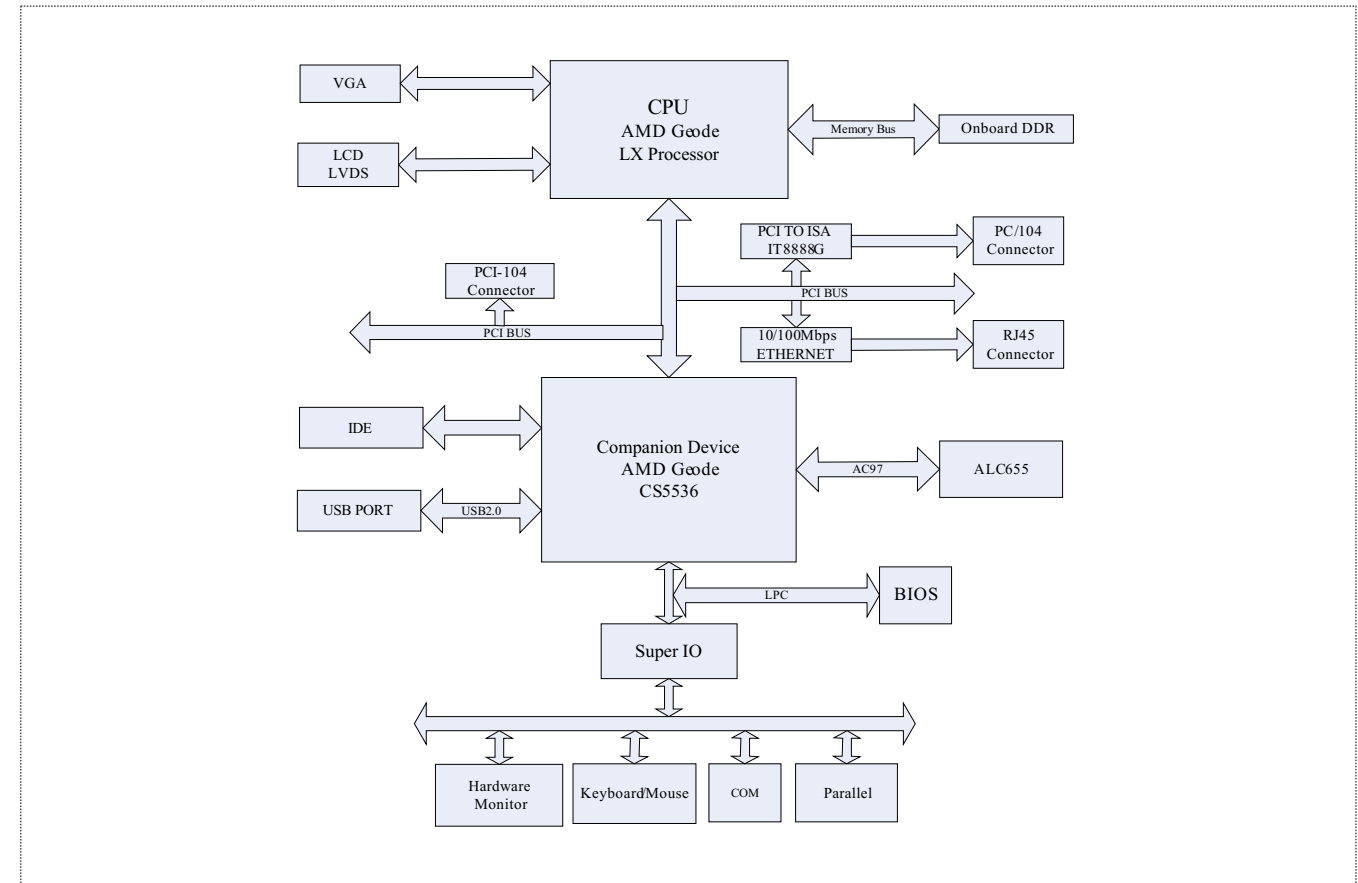 VGA
CPU
AMD Geode
LX Processor
Memory Bus
Onboard DDR
LCD
LVDS
PCI TO ISA
IT8888G
PC/104
Connector
PCI-104
Connector
PCI BUS
PCI BUS
10/100Mbps
ETHERNET
RJ45
Connector
IDE
Companion Device
AMD Geode
CS5536
AC97
ALC655
USB PORT
USB2.0
LPC
BIOS
Super IO
Hardware
Monitor
Keyboard/Mouse
COM
Parallel